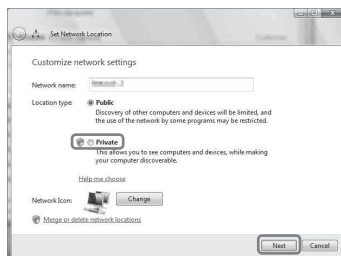 Set Network Location
Customize network settings
Network name:
Location type:
Public
Discovery of other computers and devices will be limited, and
the use of the network by some programs may be restricted.
Private
This allows you to see computers and devices, while making
your computer discoverable.
Help me choose
Network Icon:
Change
Merge or delete network locations
Next
Cancel